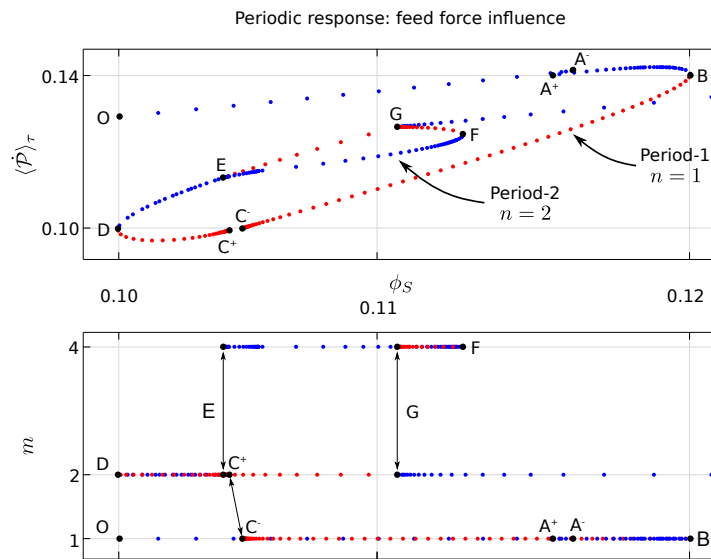 Periodic response: feed force influence
0.14
A⁻
A⁺
B
O
G
F
⟨𝒫̇⟩τ
E
Period-1
n = 1
Period-2
n = 2
D
0.10
C⁻
C⁺
ϕS
0.10
0.11
0.12
4
F
E
G
m
D
C⁺
2
O
C⁻
A⁺
A⁻
B
1